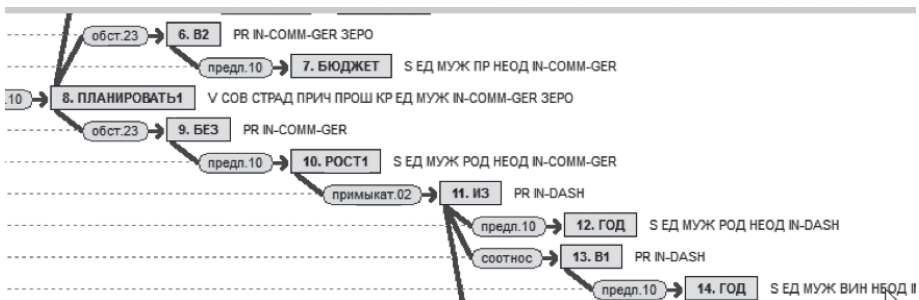 обст.23 6. В2 PR IN-COMM-GER ЗЕРО
предл.10 7. БЮДЖЕТ S ЕД МУЖ ПР НЕОД IN-COMM-GER
10 8. ПЛАНИРОВАТЬ1 V СОВ СТРАД ПРИЧ ПРОШ КР ЕД МУЖ IN-COMM-GER ЗЕРО
обст.23 9. БЕЗ PR IN-COMM-GER
предл.10 10. РОСТ1 S ЕД МУЖ РОД НЕОД IN-COMM-GER
примыкат.02 11. ИЗ PR IN-DASH
предл.10 12. ГОД S ЕД МУЖ РОД НЕОД IN-DASH
соотнос 13. В1 PR IN-DASH
предл.10 14. ГОД S ЕД МУЖ ВИН НЕОД